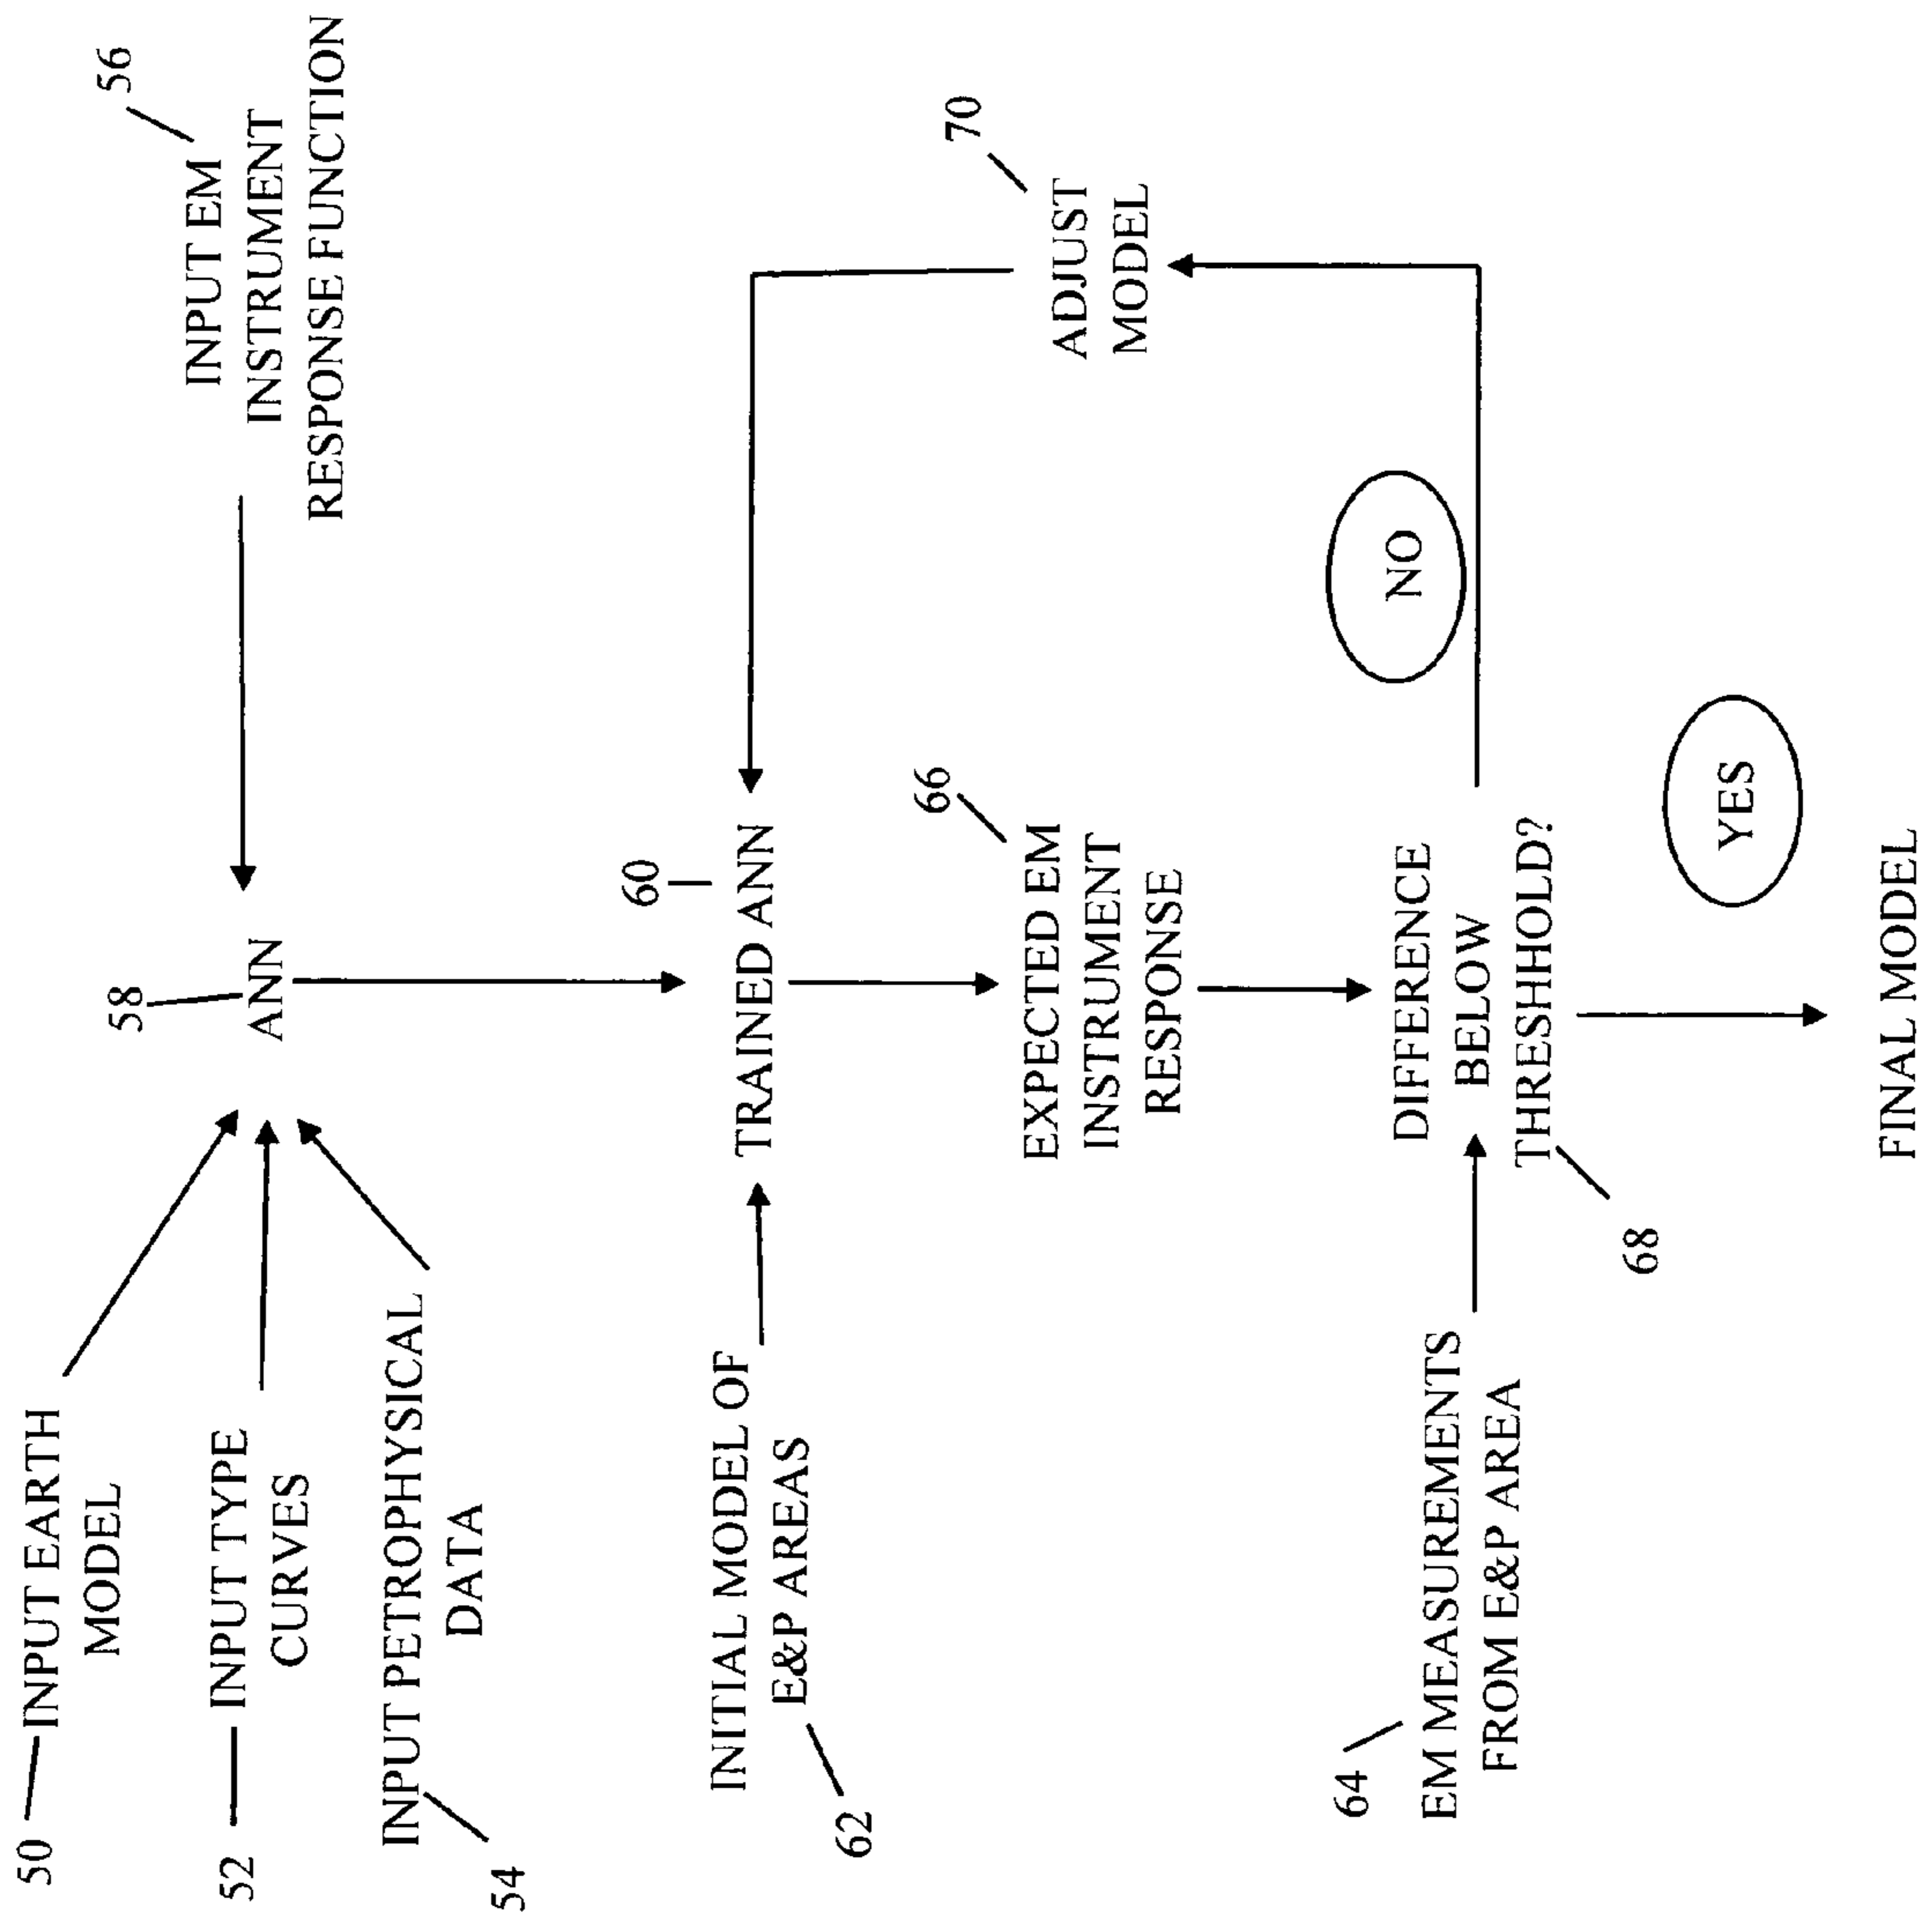 50
INPUT EARTH
MODEL
52
INPUT TYPE
CURVES
INPUT PETROPHYSICAL
DATA
54
58
ANN
56
INPUT EM
INSTRUMENT
RESPONSE FUNCTION
INITIAL MODEL OF
E&P AREAS
62
60
TRAINED ANN
66
EXPECTED EM
INSTRUMENT
RESPONSE
70
ADJUST
MODEL
64
EM MEASUREMENTS
FROM E&P AREA
DIFFERENCE
BELOW
THRESHHOLD?
68
NO
YES
FINAL MODEL